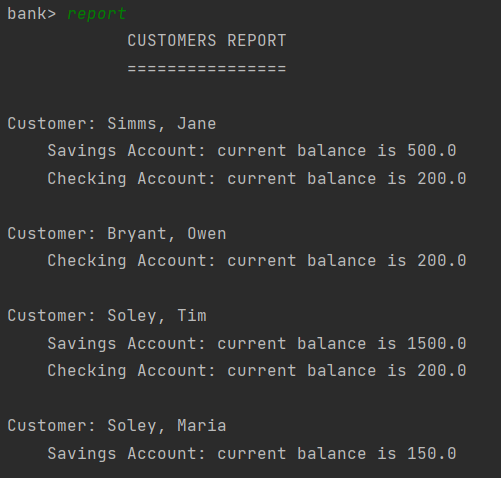 bank> report
CUSTOMERS REPORT
================
Customer: Simms, Jane
Savings Account: current balance is 500.0
Checking Account: current balance is 200.0
Customer: Bryant, Owen
Checking Account: current balance is 200.0
Customer: Soley, Tim
Savings Account: current balance is 1500.0
Checking Account: current balance is 200.0
Customer: Soley, Maria
Savings Account: current balance is 150.0